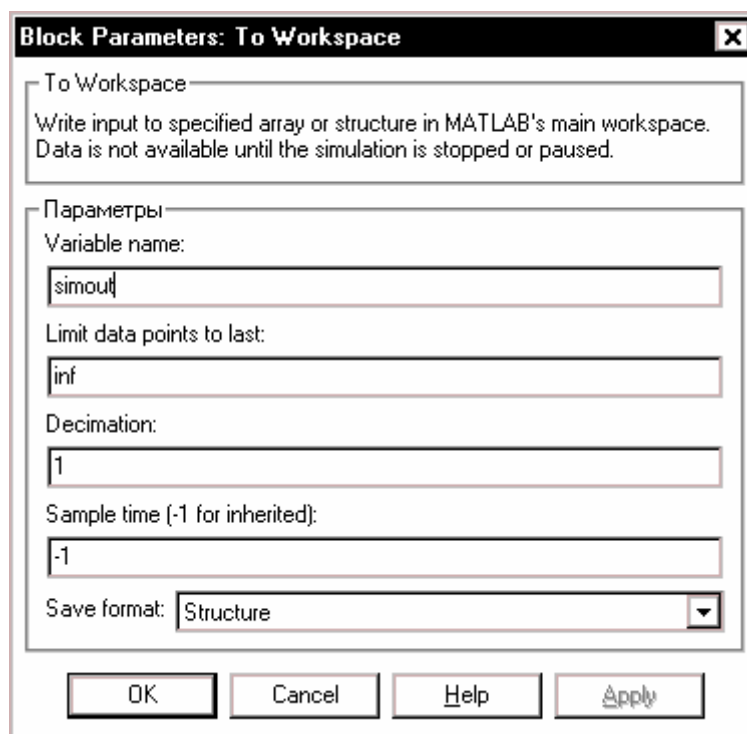 Block Parameters: To Workspace
To Workspace
Write input to specified array or structure in MATLAB's main workspace.
Data is not available until the simulation is stopped or paused.
Параметры
Variable name:
simout
Limit data points to last:
inf
Decimation:
1
Sample time (-1 for inherited):
-1
Save format: Structure
OK Cancel Help Apply